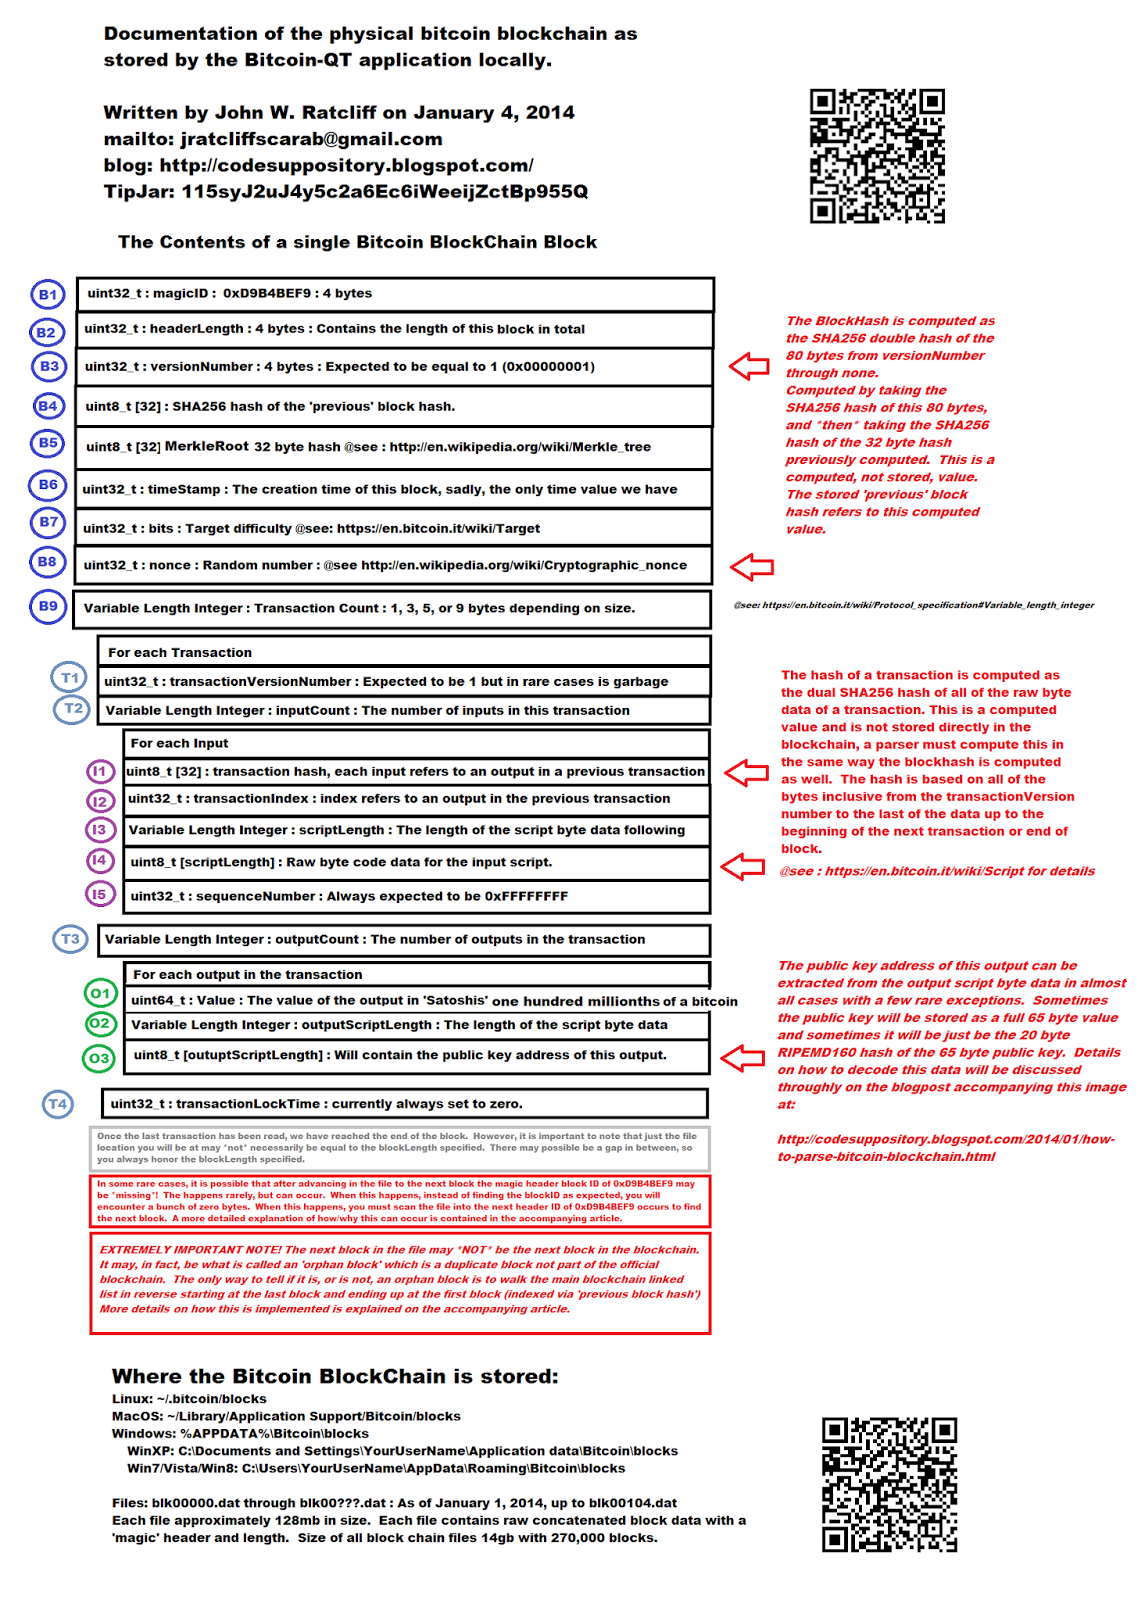 Documentation of the physical bitcoin blockchain as
stored by the Bitcoin-QT application locally.
Written by John W. Ratcliff on January 4, 2014
mailto: jratcliffscarab@gmail.com
blog: http://codesuppository.blogspot.com/
TipJar: 115syJ2uJ4y5c2a6Ec6iWeeijZctBp955Q
The Contents of a single Bitcoin BlockChain Block
B1 uint32_t : magicID : 0xD9B4BEF9 : 4 bytes
B2 uint32_t : headerLength : 4 bytes : Contains the length of this block in total
B3 uint32_t : versionNumber : 4 bytes : Expected to be equal to 1 (0x00000001)
B4 uint8_t [32] : SHA256 hash of the 'previous' block hash.
B5 uint8_t [32] MerkleRoot 32 byte hash @see : http://en.wikipedia.org/wiki/Merkle_tree
B6 uint32_t : timeStamp : The creation time of this block, sadly, the only time value we have
B7 uint32_t : bits : Target difficulty @see: https://en.bitcoin.it/wiki/Target
B8 uint32_t : nonce : Random number : @see http://en.wikipedia.org/wiki/Cryptographic_nonce
B9 Variable Length Integer : Transaction Count : 1, 3, 5, or 9 bytes depending on size.
The BlockHash is computed as
the SHA256 double hash of the
80 bytes from versionNumber
through none.
Computed by taking the
SHA256 hash of this 80 bytes,
and *then* taking the SHA256
hash of the 32 byte hash
previously computed. This is a
computed, not stored, value.
The stored 'previous' block
hash refers to this computed
value.
@see: https://en.bitcoin.it/wiki/Protocol_specification#Variable_length_integer
For each Transaction
T1 uint32_t : transactionVersionNumber : Expected to be 1 but in rare cases is garbage
T2 Variable Length Integer : inputCount : The number of inputs in this transaction
For each Input
I1 uint8_t [32] : transaction hash, each input refers to an output in a previous transaction
I2 uint32_t : transactionIndex : index refers to an output in the previous transaction
I3 Variable Length Integer : scriptLength : The length of the script byte data following
I4 uint8_t [scriptLength] : Raw byte code data for the input script.
I5 uint32_t : sequenceNumber : Always expected to be 0xFFFFFFFF
The hash of a transaction is computed as
the dual SHA256 hash of all of the raw byte
data of a transaction. This is a computed
value and is not stored directly in the
blockchain, a parser must compute this in
the same way the blockhash is computed
as well. The hash is based on all of the
bytes inclusive from the transactionVersion
number to the last of the data up to the
beginning of the next transaction or end of
block.
@see : https://en.bitcoin.it/wiki/Script for details
T3 Variable Length Integer : outputCount : The number of outputs in the transaction
For each output in the transaction
O1 uint64_t : Value : The value of the output in 'Satoshis' one hundred millionths of a bitcoin
O2 Variable Length Integer : outputScriptLength : The length of the script byte data
O3 uint8_t [outuptScriptLength] : Will contain the public key address of this output.
T4 uint32_t : transactionLockTime : currently always set to zero.
The public key address of this output can be
extracted from the output script byte data in almost
all cases with a few rare exceptions. Sometimes
the public key will be stored as a full 65 byte value
and sometimes it will be just be the 20 byte
RIPEMD160 hash of the 65 byte public key. Details
on how to decode this data will be discussed
throughly on the blogpost accompanying this image
at:
http://codesuppository.blogspot.com/2014/01/how-
to-parse-bitcoin-blockchain.html
Once the last transaction has been read, we have reached the end of the block. However, it is important to note that just the file
location you will be at may *not* necessarily be equal to the blockLength specified. There may possible be a gap in between, so
you always honor the blockLength specified.
In some rare cases, it is possible that after advancing in the file to the next block the magic header block ID of 0xD9B4BEF9 may
be *missing*! The happens rarely, but can occur. When this happens, instead of finding the blockID as expected, you will
encounter a bunch of zero bytes. When this happens, you must scan the file into the next header ID of 0xD9B4BEF9 occurs to find
the next block. A more detailed explanation of how/why this can occur is contained in the accompanying article.
EXTREMELY IMPORTANT NOTE! The next block in the file may *NOT* be the next block in the blockchain.
It may, in fact, be what is called an 'orphan block' which is a duplicate block not part of the official
blockchain. The only way to tell if it is, or is not, an orphan block is to walk the main blockchain linked
list in reverse starting at the last block and ending up at the first block (indexed via 'previous block hash')
More details on how this is implemented is explained on the accompanying article.
Where the Bitcoin BlockChain is stored:
Linux: ~/.bitcoin/blocks
MacOS: ~/Library/Application Support/Bitcoin/blocks
Windows: %APPDATA%\Bitcoin\blocks
WinXP: C:\Documents and Settings\YourUserName\Application data\Bitcoin\blocks
Win7/Vista/Win8: C:\Users\YourUserName\AppData\Roaming\Bitcoin\blocks
Files: blk00000.dat through blk00???.dat : As of January 1, 2014, up to blk00104.dat
Each file approximately 128mb in size. Each file contains raw concatenated block data with a
'magic' header and length. Size of all block chain files 14gb with 270,000 blocks.